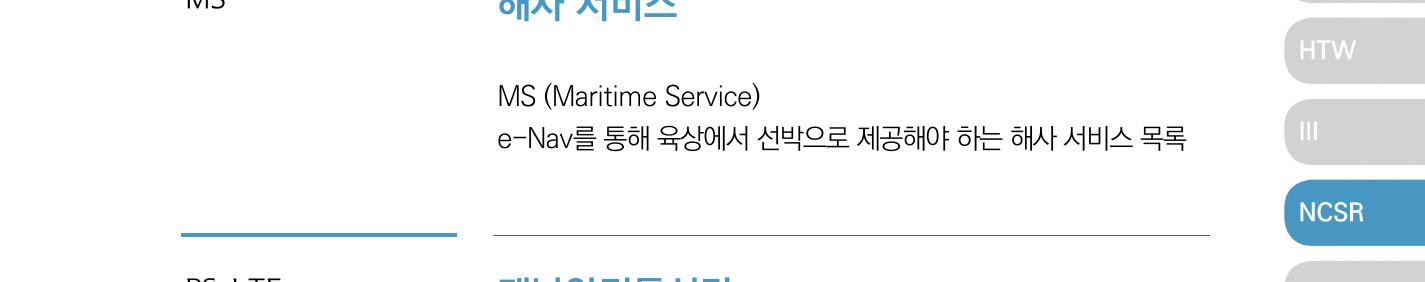 MS
해사 서비스
HTW
MS (Maritime Service)
e-Nav를 통해 육상에서 선박으로 제공해야 하는 해사 서비스 목록
III
NCSR